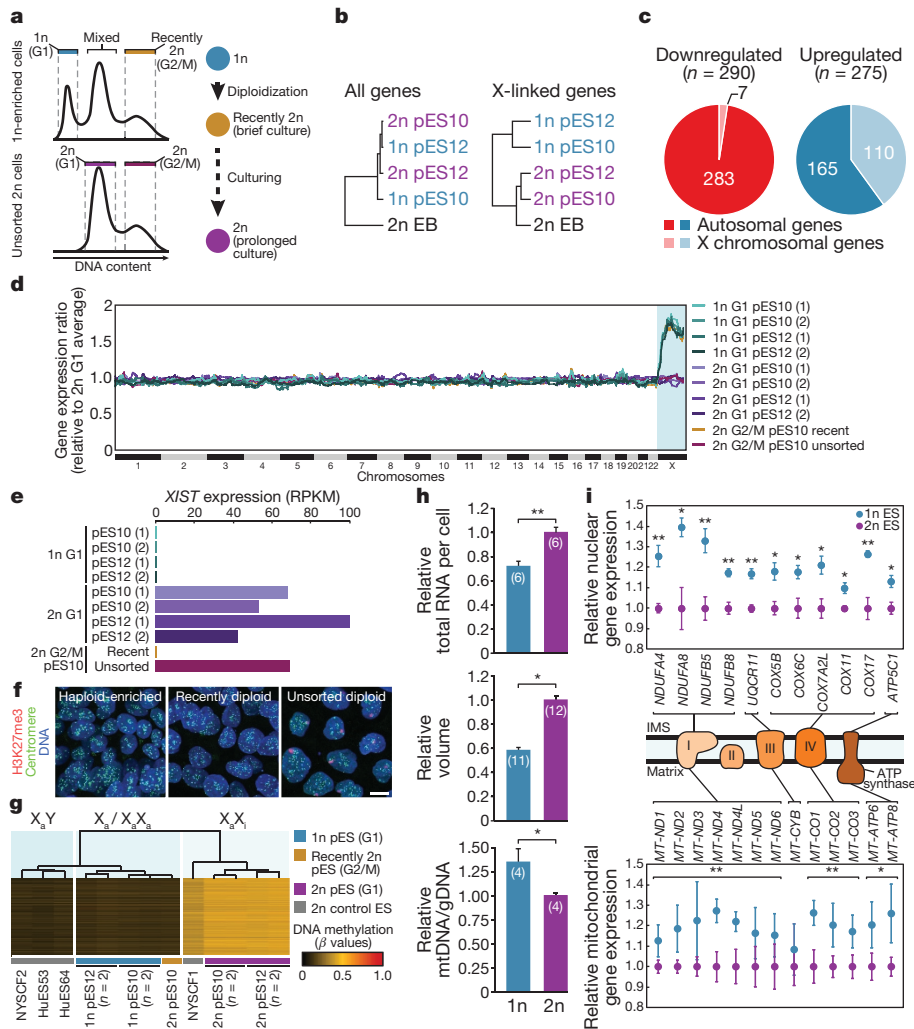 a
1n
(G1)
Mixed
Recently
2n
(G2/M)
1n-enriched cells
2n
(G1)
2n
(G2/M)
Unsorted 2n cells
DNA content
1n
Diploidization
Recently 2n
(brief culture)
Culturing
2n
(prolonged
culture)
b
All genes
2n pES10
1n pES12
2n pES12
1n pES10
2n EB
X-linked genes
1n pES12
1n pES10
2n pES12
2n pES10
2n EB
c
Downregulated
(n = 290)
7
283
Upregulated
(n = 275)
165
110
Autosomal genes
X chromosomal genes
d
Gene expression ratio
(relative to 2n G1 average)
2
1.5
1.0
0.5
0
1 2 3 4 5 6 7 8 9 10 11 12 13 14 15 16 17 18 19 202122 X
Chromosomes
1n G1 pES10 (1)
1n G1 pES10 (2)
1n G1 pES12 (1)
1n G1 pES12 (2)
2n G1 pES10 (1)
2n G1 pES10 (2)
2n G1 pES12 (1)
2n G1 pES12 (2)
2n G2/M pES10 recent
2n G2/M pES10 unsorted
e
XIST expression (RPKM)
0 50 100
1n G1
pES10 (1)
pES10 (2)
pES12 (1)
pES12 (2)
2n G1
pES10 (1)
pES10 (2)
pES12 (1)
pES12 (2)
2n G2/M
pES10
Recent
Unsorted
f
H3K27me3
Centromere
DNA
Haploid-enriched
Recently diploid
Unsorted diploid
g
XaY
Xa / XaXa
XaXi
NYSCF2
HuES53
HuES64
1n pES12
(n = 2)
1n pES10
(n = 2)
2n pES10
NYSCF1
2n pES10
(n = 2)
2n pES12
(n = 2)
1n pES (G1)
Recently 2n
pES (G2/M)
2n pES (G1)
2n control ES
DNA methylation
(β values)
0 0.5 1.0
h
Relative
total RNA per cell
1.2
1.0
0.8
0.6
0.4
0.2
0
**
(6)
(6)
Relative
volume
1.2
1.0
0.8
0.6
0.4
0.2
0
*
(11)
(12)
Relative
mtDNA/gDNA
1.50
1.25
1.00
0.75
0.50
0.25
0
*
(4)
(4)
1n 2n
i
Relative nuclear
gene expression
1.5
1.4
1.3
1.2
1.1
1.0
0.9
0.8
** * ** ** ** * * * * * *
1n ES
2n ES
NDUFA4
NDUFA8
NDUFB5
NDUFB8
UQCR11
COX5B
COX6C
COX7A2L
COX11
COX17
ATP5C1
IMS
Matrix
I
II
III
IV
ATP
synthase
MT-ND1
MT-ND2
MT-ND3
MT-ND4
MT-ND4L
MT-ND5
MT-ND6
MT-CYB
MT-CO1
MT-CO2
MT-CO3
MT-ATP6
MT-ATP8
Relative mitochondrial
gene expression
1.5
1.4
1.3
1.2
1.1
1.0
0.9
0.8
** ** *